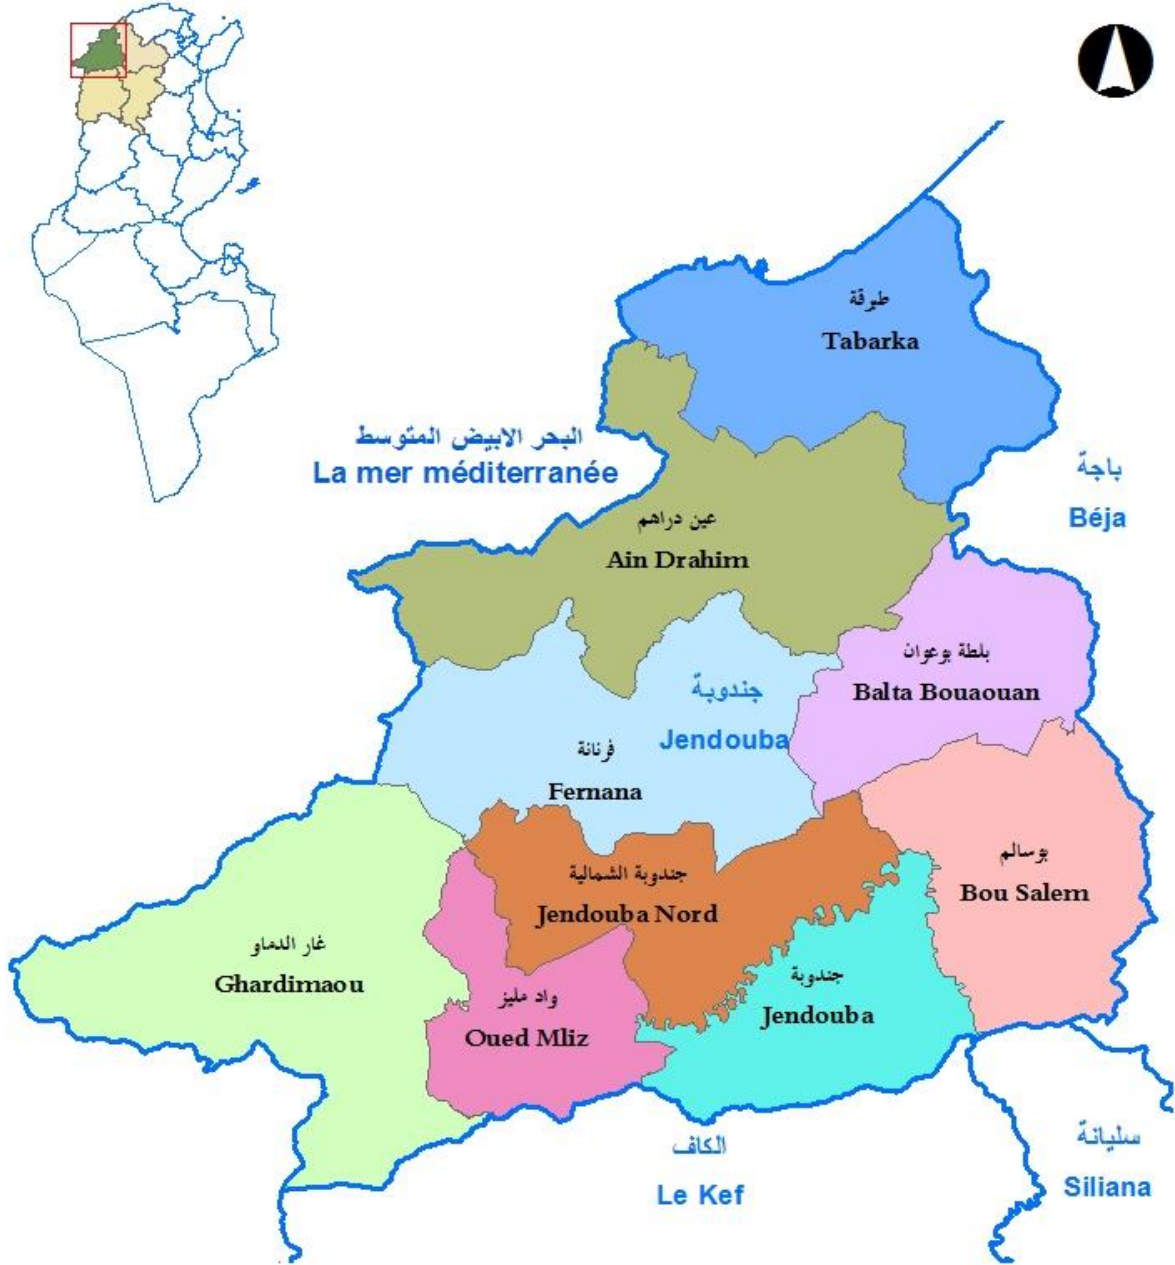 طبرقة
Tabarka
البحر الابيض المتوسط
La mer méditerranée
باجة
Béja
عين دراهم
Ain Drahim
بلطة بوعوان
Balta Bouaouan
جندوبة
Jendouba
فرنانة
Fernana
بوسالم
Bou Salem
جندوبة الشمالية
Jendouba Nord
غار الدماو
Ghardimaou
جندوبة
Jendouba
واد مليز
Oued Mliz
الكاف
Le Kef
سليانة
Siliana